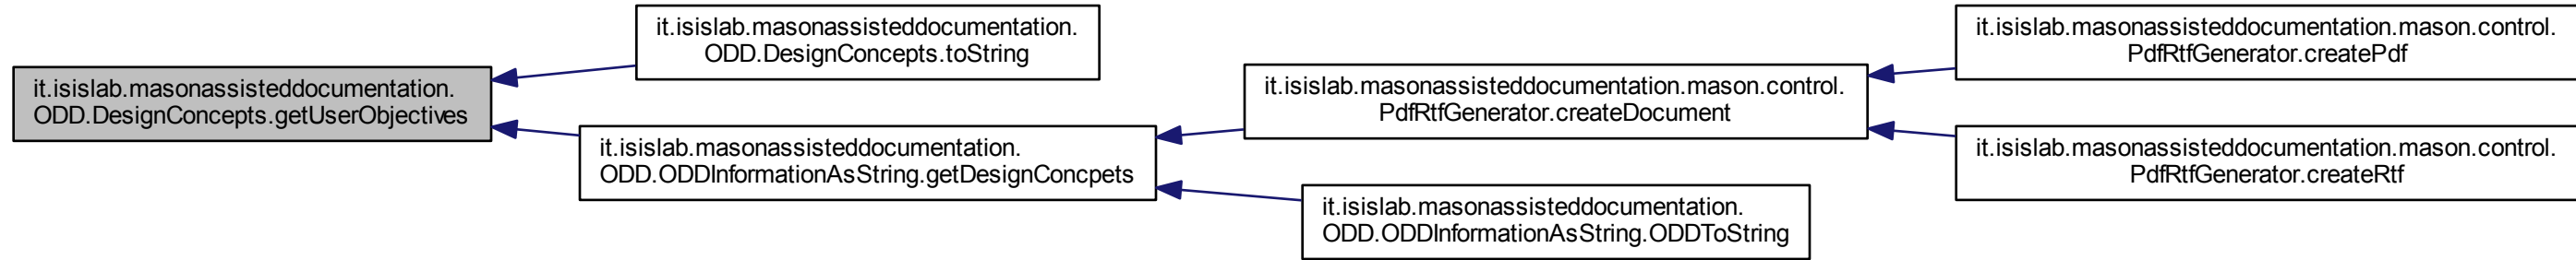 it.isislab.masonassisteddocumentation.
ODD.DesignConcepts.getUserObjectives
it.isislab.masonassisteddocumentation.
ODD.DesignConcepts.toString
it.isislab.masonassisteddocumentation.
ODD.ODDInformationAsString.getDesignConcpets
it.isislab.masonassisteddocumentation.mason.control.
PdfRtfGenerator.createDocument
it.isislab.masonassisteddocumentation.
ODD.ODDInformationAsString.ODDToString
it.isislab.masonassisteddocumentation.mason.control.
PdfRtfGenerator.createPdf
it.isislab.masonassisteddocumentation.mason.control.
PdfRtfGenerator.createRtf